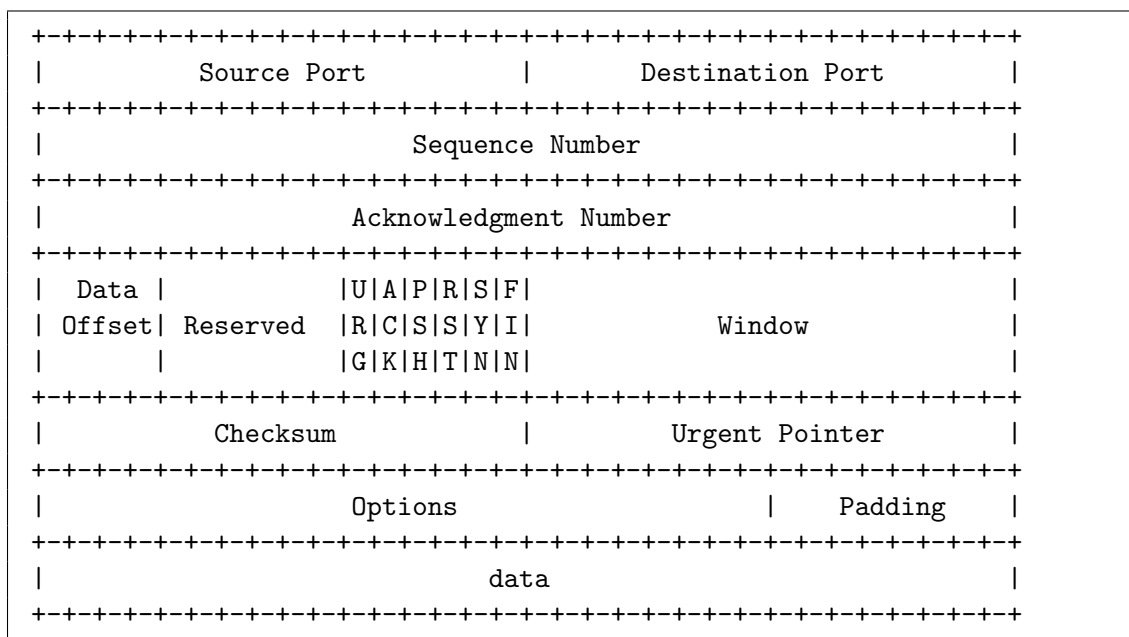 +-+-+-+-+-+-+-+-+-+-+-+-+-+-+-+-+-+-+-+-+-+-+-+-+-+-+-+-+-+-+-+-+
|          Source Port          |       Destination Port        |
+-+-+-+-+-+-+-+-+-+-+-+-+-+-+-+-+-+-+-+-+-+-+-+-+-+-+-+-+-+-+-+-+
|                        Sequence Number                        |
+-+-+-+-+-+-+-+-+-+-+-+-+-+-+-+-+-+-+-+-+-+-+-+-+-+-+-+-+-+-+-+-+
|                    Acknowledgment Number                      |
+-+-+-+-+-+-+-+-+-+-+-+-+-+-+-+-+-+-+-+-+-+-+-+-+-+-+-+-+-+-+-+-+
|  Data |           |U|A|P|R|S|F|                               |
| Offset| Reserved  |R|C|S|S|Y|I|            Window             |
|       |           |G|K|H|T|N|N|                               |
+-+-+-+-+-+-+-+-+-+-+-+-+-+-+-+-+-+-+-+-+-+-+-+-+-+-+-+-+-+-+-+-+
|           Checksum            |         Urgent Pointer        |
+-+-+-+-+-+-+-+-+-+-+-+-+-+-+-+-+-+-+-+-+-+-+-+-+-+-+-+-+-+-+-+-+
|                    Options                    |    Padding    |
+-+-+-+-+-+-+-+-+-+-+-+-+-+-+-+-+-+-+-+-+-+-+-+-+-+-+-+-+-+-+-+-+
|                             data                              |
+-+-+-+-+-+-+-+-+-+-+-+-+-+-+-+-+-+-+-+-+-+-+-+-+-+-+-+-+-+-+-+-+